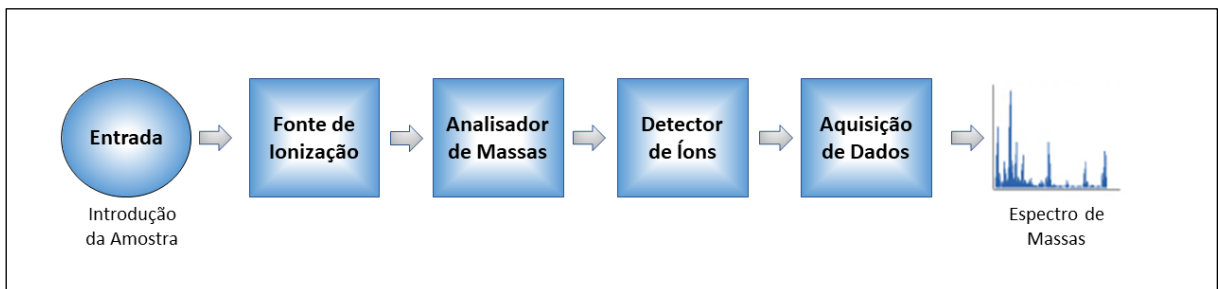 Entrada
Introdução
da Amostra
Fonte de
Ionização
Analisador
de Massas
Detector
de Íons
Aquisição
de Dados
Espectro de
Massas